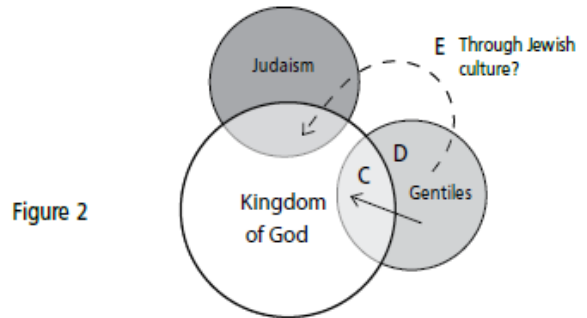 E Through Jewish
culture?
Judaism
D
C
Gentiles
Kingdom
of God
Figure 2